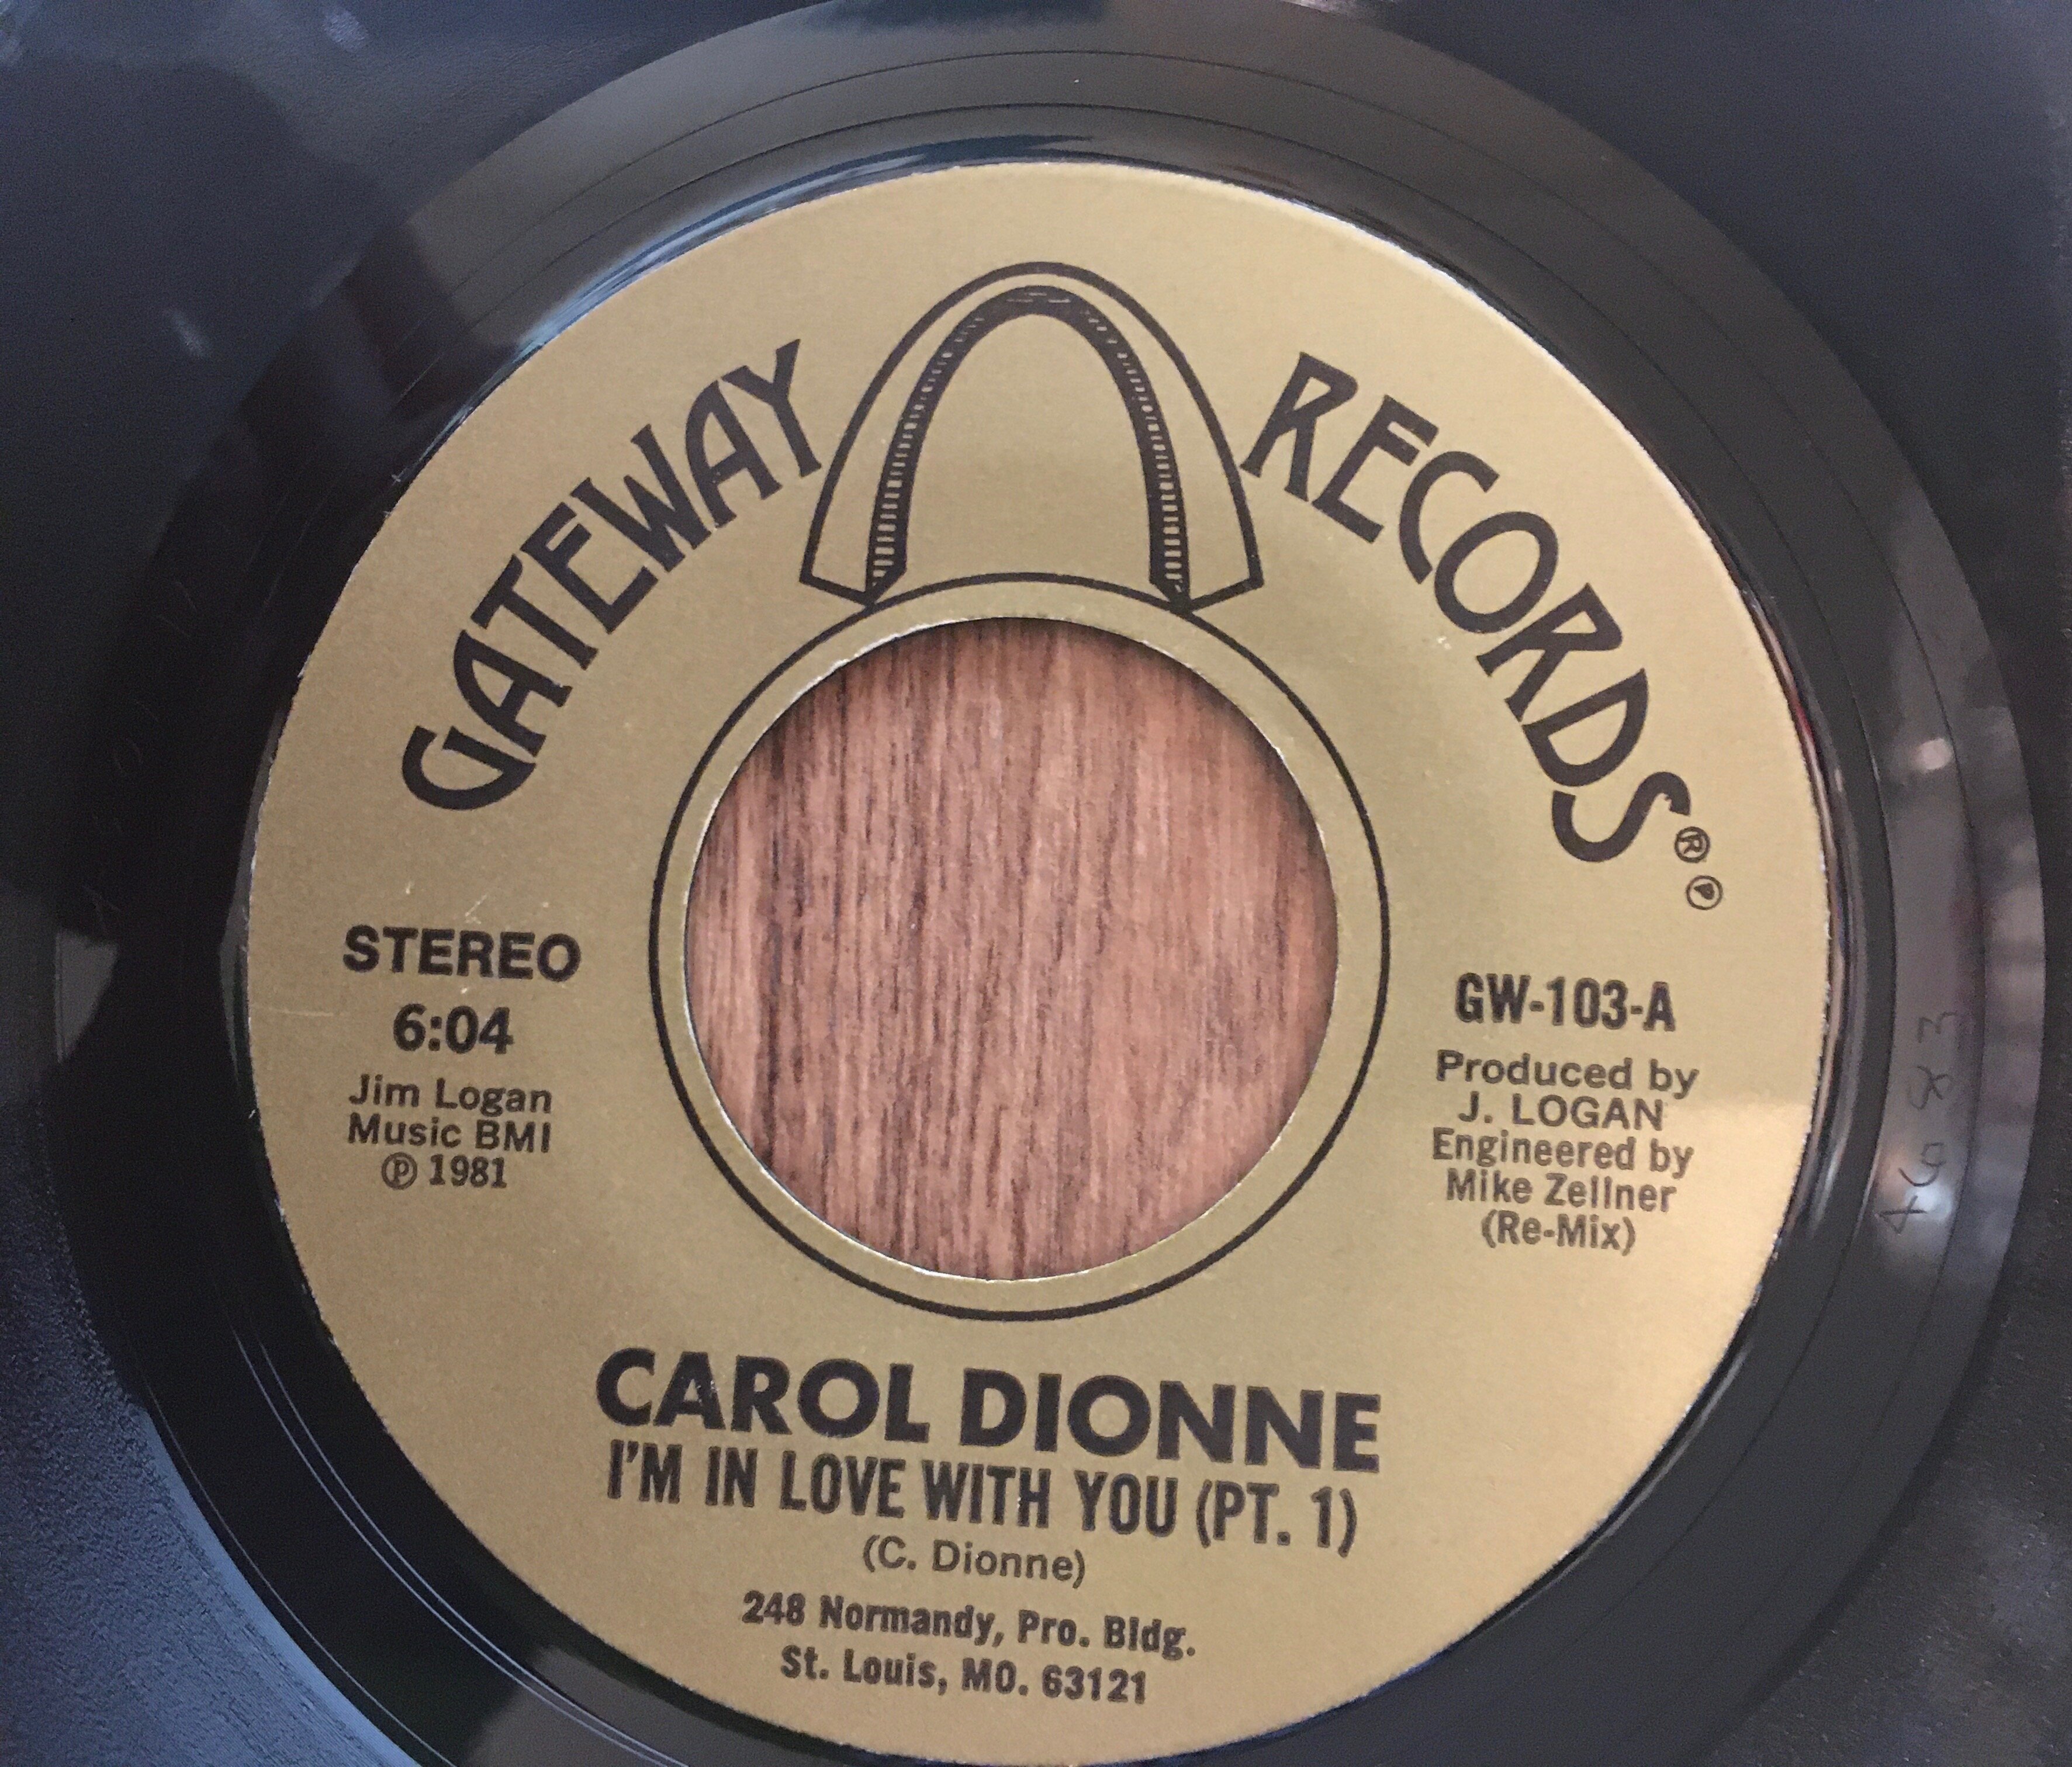 GATEWAY RECORDS ® ℗
STEREO
6:04
Jim Logan
Music BMI
℗ 1981
GW-103-A
Produced by
J. LOGAN
Engineered by
Mike Zellner
(Re-Mix)
CAROL DIONNE
I'M IN LOVE WITH YOU (PT. 1)
(C. Dionne)
248 Normandy, Pro. Bldg.
St. Louis, MO. 63121